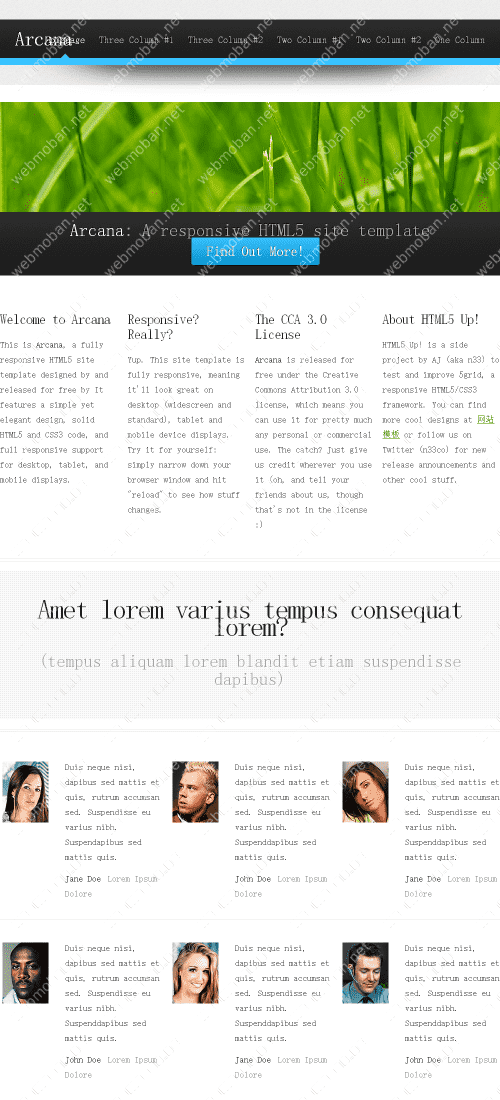 Arcana
Homepage Three Column #1 Three Column #2 Two Column #1 Two Column #2 One Column
Arcana: A responsive HTML5 site template
Find Out More!
Welcome to Arcana
This is Arcana, a fully
responsive HTML5 site
template designed by and
released for free by It
features a simple yet
elegant design, solid
HTML5 and CSS3 code, and
full responsive support
for desktop, tablet, and
mobile displays.
Responsive?
Really?
Yup. This site template is
fully responsive, meaning
it'll look great on
desktop (widescreen and
standard), tablet and
mobile device displays.
Try it for yourself:
simply narrow down your
browser window and hit
"reload" to see how stuff
changes.
The CCA 3.0
License
Arcana is released for
free under the Creative
Commons Attribution 3.0
license, which means you
can use it for pretty much
any personal or commercial
use. The catch? Just give
us credit wherever you use
it (oh, and tell your
friends about us, though
that's not in the license
:)
About HTML5 Up!
HTML5 Up! is a side
project by AJ (aka n33) to
test and improve 5grid, a
responsive HTML5/CSS3
framework. You can find
more cool designs at 网站
模板 or follow us on
Twitter (n33co) for new
release announcements and
other cool stuff.
Amet lorem varius tempus consequat
lorem?
(tempus aliquam lorem blandit etiam suspendisse
dapibus)
Duis neque nisi,
dapibus sed mattis et
quis, rutrum accumsan
sed. Suspendisse eu
varius nibh.
Suspendapibus sed
mattis quis.
Jane Doe Lorem Ipsum
Dolore
Duis neque nisi,
dapibus sed mattis et
quis, rutrum accumsan
sed. Suspendisse eu
varius nibh.
Suspenddapibus sed
mattis quis.
John Doe Lorem Ipsum
Dolore
Duis neque nisi,
dapibus sed mattis et
quis, rutrum accumsan
sed. Suspendisse eu
varius nibh.
Suspendapibus sed
mattis quis.
Jane Doe Lorem Ipsum
Dolore
Duis neque nisi,
dapibus sed mattis et
quis, rutrum accumsan
sed. Suspendisse eu
varius nibh.
Suspenddapibus sed
mattis quis.
John Doe Lorem Ipsum
Dolore
Duis neque nisi,
dapibus sed mattis et
quis, rutrum accumsan
sed. Suspendisse eu
varius nibh.
Suspenddapibus sed
mattis quis.
Jane Doe Lorem Ipsum
Dolore
Duis neque nisi,
dapibus sed mattis et
quis, rutrum accumsan
sed. Suspendisse eu
varius nibh.
Suspenddapibus sed
mattis quis.
John Doe Lorem Ipsum
Dolore
webmoban.net